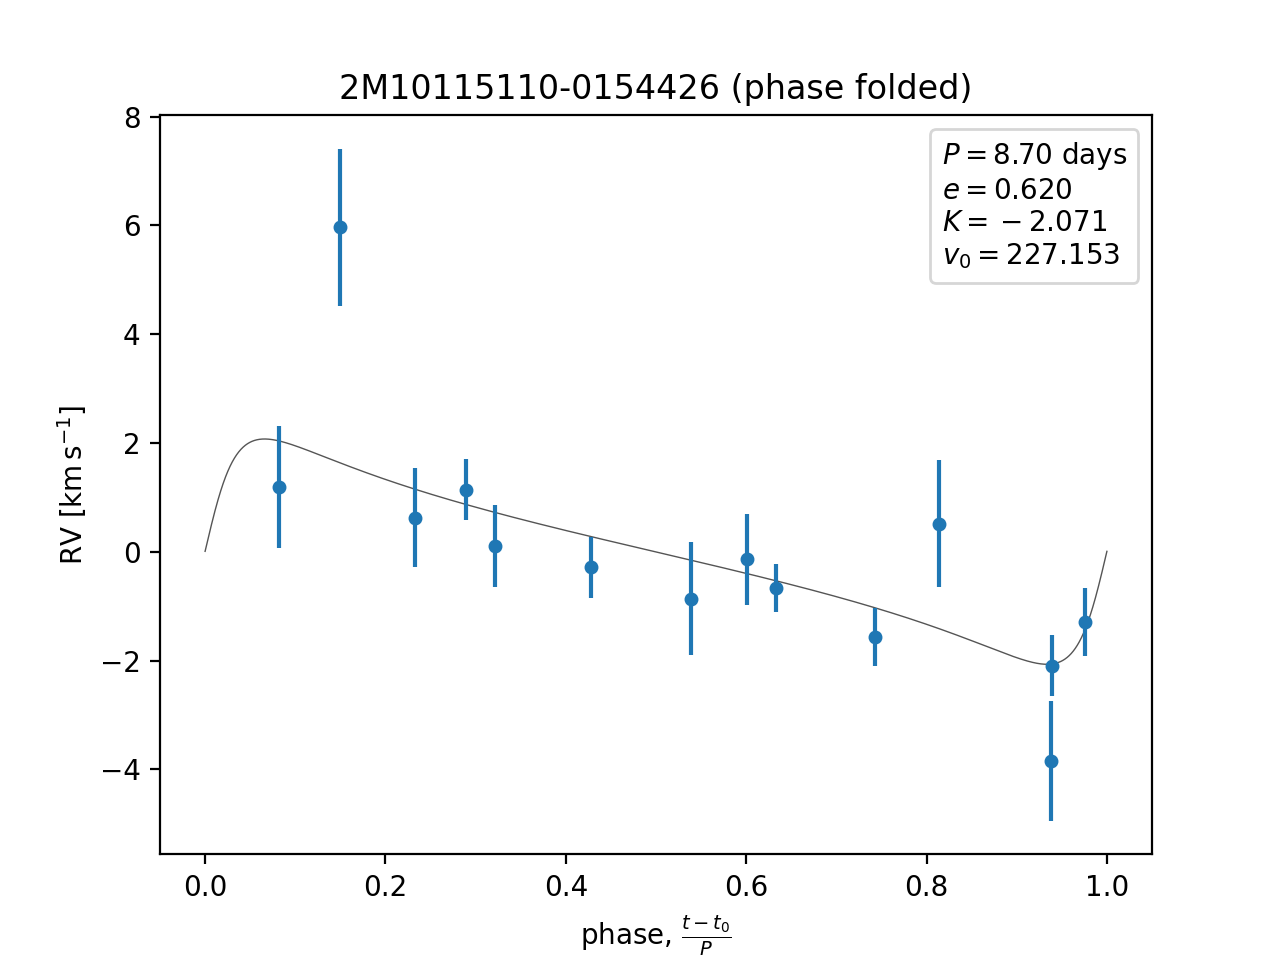 2M10115110-0154426 (phase folded)
P = 8.70 days
e = 0.620
K = −2.071
v₀ = 227.153
RV [km s⁻¹]
8
6
4
2
0
−2
−4
0.0 0.2 0.4 0.6 0.8 1.0
phase, (t − t₀)/P